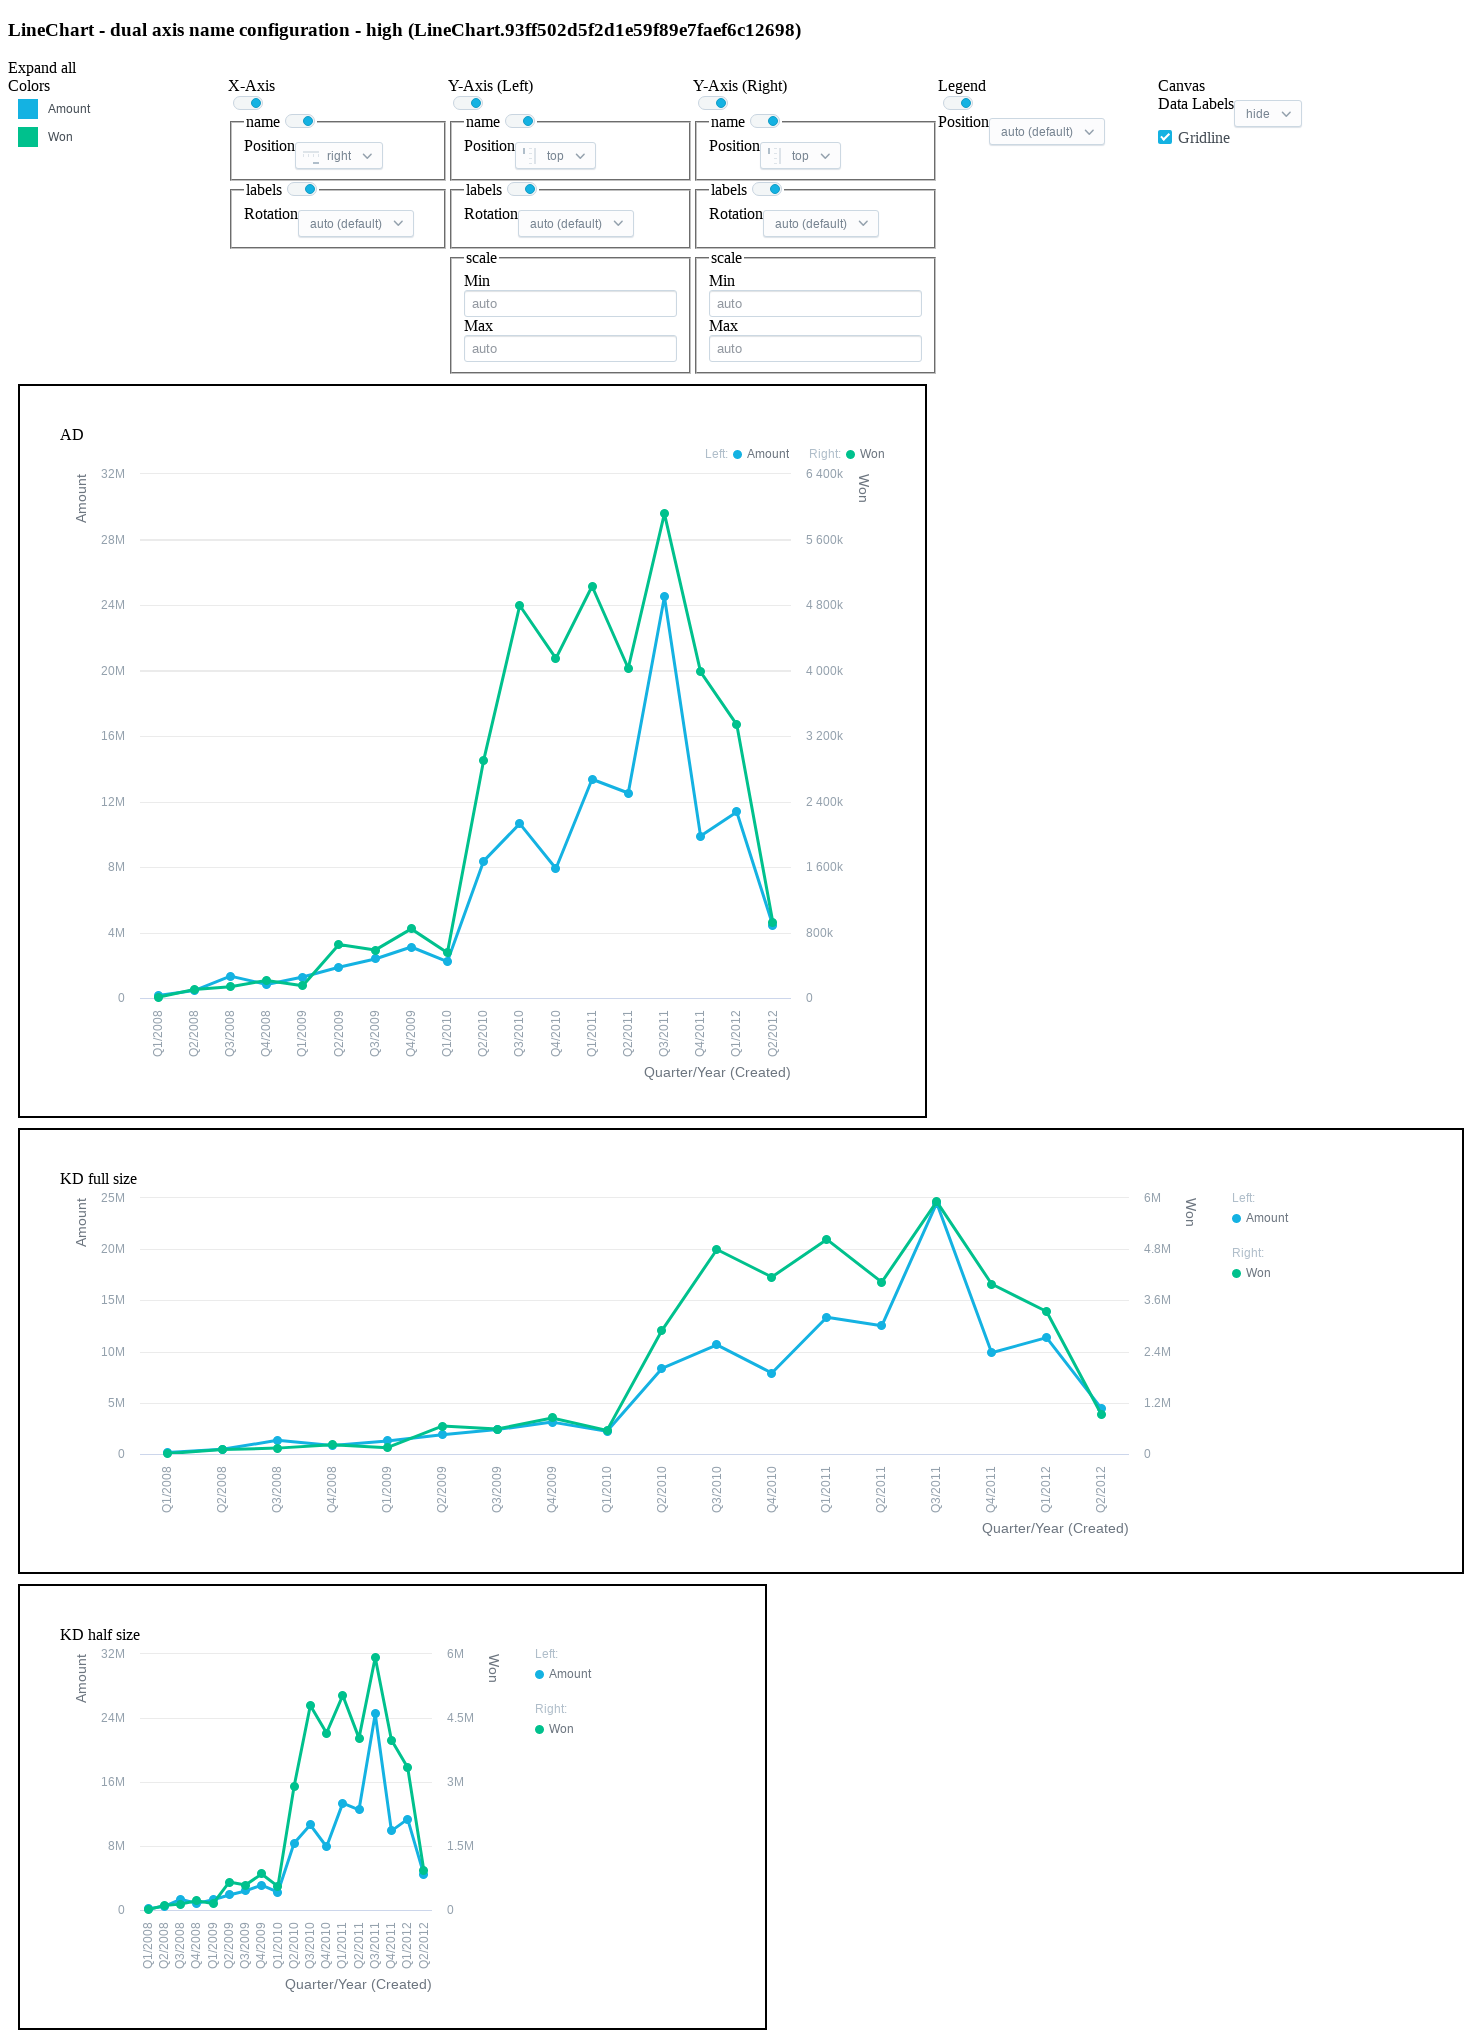 LineChart - dual axis name configuration - high (LineChart.93ff502d5f2d1e59f89e7faef6c12698)
Expand all
Colors
Amount
Won
X-Axis
name
Position right
labels
Rotation auto (default)
Y-Axis (Left)
name
Position top
labels
Rotation auto (default)
scale
Min
auto
Max
auto
Y-Axis (Right)
name
Position top
labels
Rotation auto (default)
scale
Min
auto
Max
auto
Legend
Position auto (default)
Canvas
Data Labels hide
Gridline
AD
Left: Amount Right: Won
Amount
32M
28M
24M
20M
16M
12M
8M
4M
0
6 400k
5 600k
4 800k
4 000k
3 200k
2 400k
1 600k
800k
0
Won
Q1/2008
Q2/2008
Q3/2008
Q4/2008
Q1/2009
Q2/2009
Q3/2009
Q4/2009
Q1/2010
Q2/2010
Q3/2010
Q4/2010
Q1/2011
Q2/2011
Q3/2011
Q4/2011
Q1/2012
Q2/2012
Quarter/Year (Created)
KD full size
Amount
25M
20M
15M
10M
5M
0
6M
4.8M
3.6M
2.4M
1.2M
0
Won
Left:
Amount
Right:
Won
Q1/2008
Q2/2008
Q3/2008
Q4/2008
Q1/2009
Q2/2009
Q3/2009
Q4/2009
Q1/2010
Q2/2010
Q3/2010
Q4/2010
Q1/2011
Q2/2011
Q3/2011
Q4/2011
Q1/2012
Q2/2012
Quarter/Year (Created)
KD half size
Amount
32M
24M
16M
8M
0
6M
4.5M
3M
1.5M
0
Won
Left:
Amount
Right:
Won
Q1/2008
Q2/2008
Q3/2008
Q4/2008
Q1/2009
Q2/2009
Q3/2009
Q4/2009
Q1/2010
Q2/2010
Q3/2010
Q4/2010
Q1/2011
Q2/2011
Q3/2011
Q4/2011
Q1/2012
Q2/2012
Quarter/Year (Created)